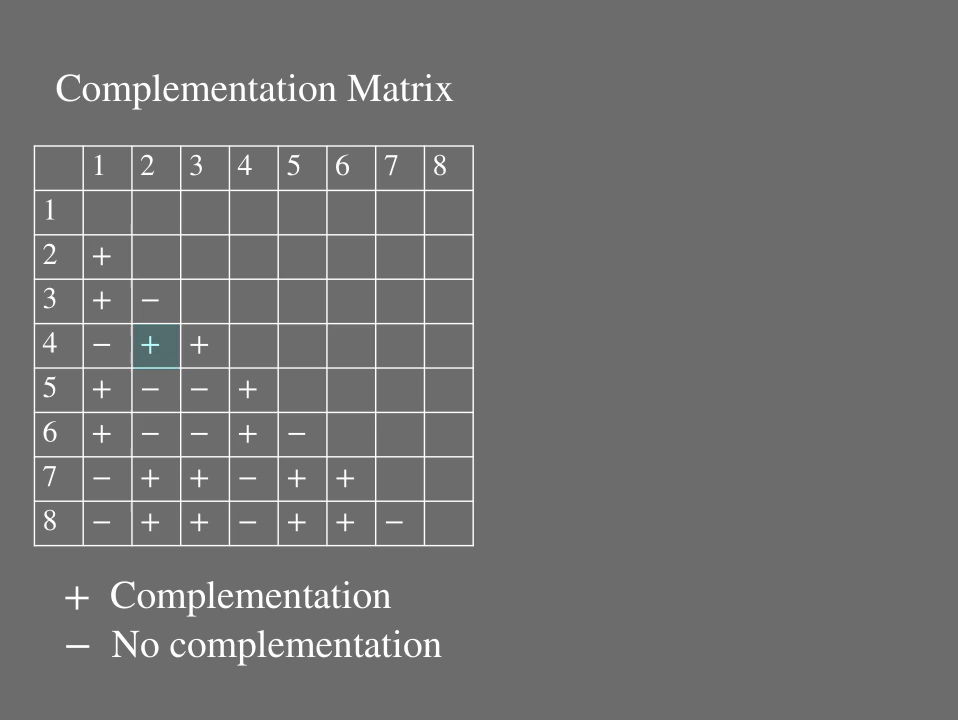 Complementation Matrix
1 2 3 4 5 6 7 8
1
2 +
3 + −
4 − + +
5 + − − +
6 + − − + −
7 − + + − + +
8 − + + − + + −
+ Complementation
− No complementation